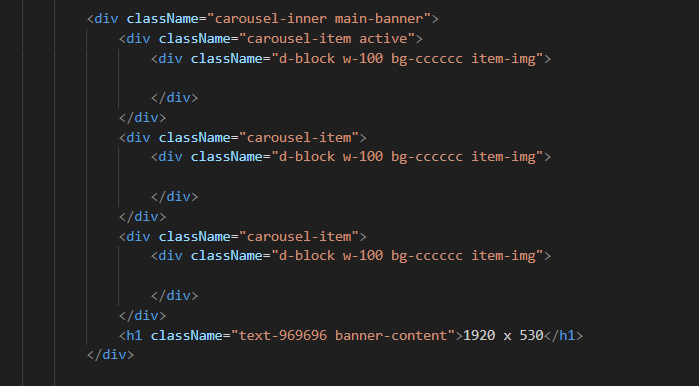 <div className="carousel-inner main-banner">
<div className="carousel-item active">
<div className="d-block w-100 bg-cccccc item-img">
</div>
</div>
<div className="carousel-item">
<div className="d-block w-100 bg-cccccc item-img">
</div>
</div>
<div className="carousel-item">
<div className="d-block w-100 bg-cccccc item-img">
</div>
</div>
<h1 className="text-969696 banner-content">1920 x 530</h1>
</div>